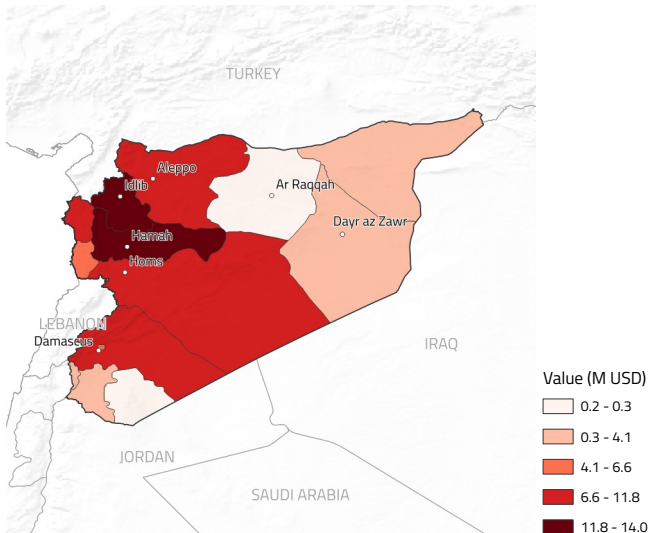 TURKEY
Aleppo
Idlib
Ar Raqqah
Dayr az Zawr
Hamah
Homs
LEBANON
Damascus
IRAQ
Value (M USD)
0.2 - 0.3
0.3 - 4.1
4.1 - 6.6
6.6 - 11.8
11.8 - 14.0
JORDAN
SAUDI ARABIA